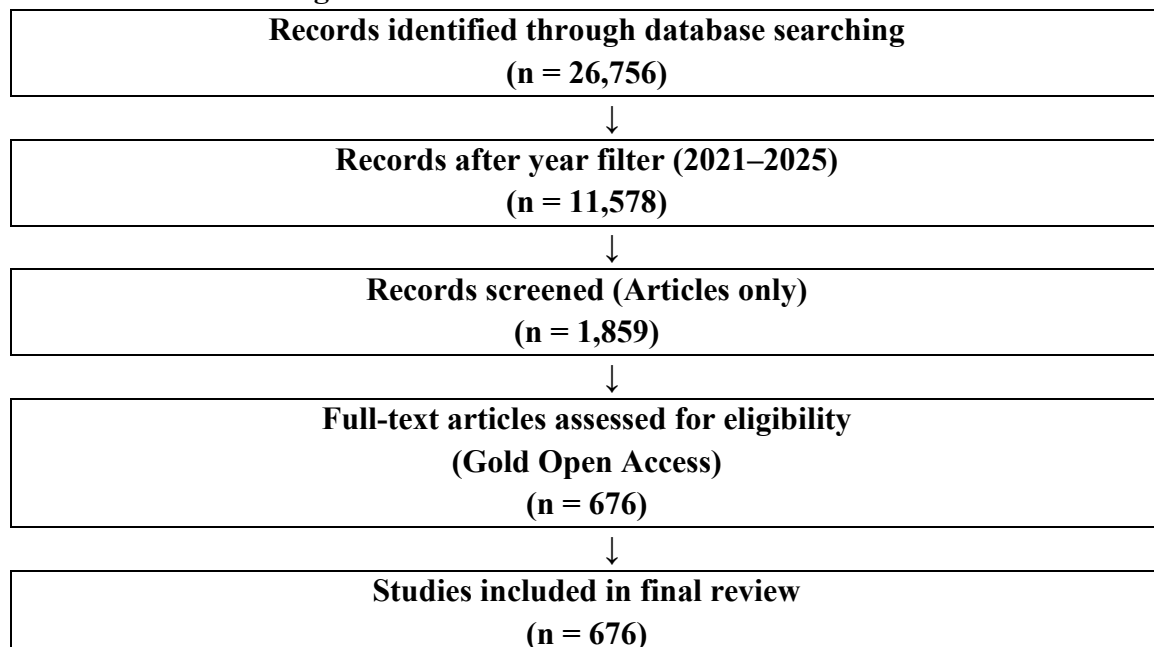 Records identified through database searching
(n = 26,756)
↓
Records after year filter (2021–2025)
(n = 11,578)
↓
Records screened (Articles only)
(n = 1,859)
↓
Full-text articles assessed for eligibility
(Gold Open Access)
(n = 676)
↓
Studies included in final review
(n = 676)